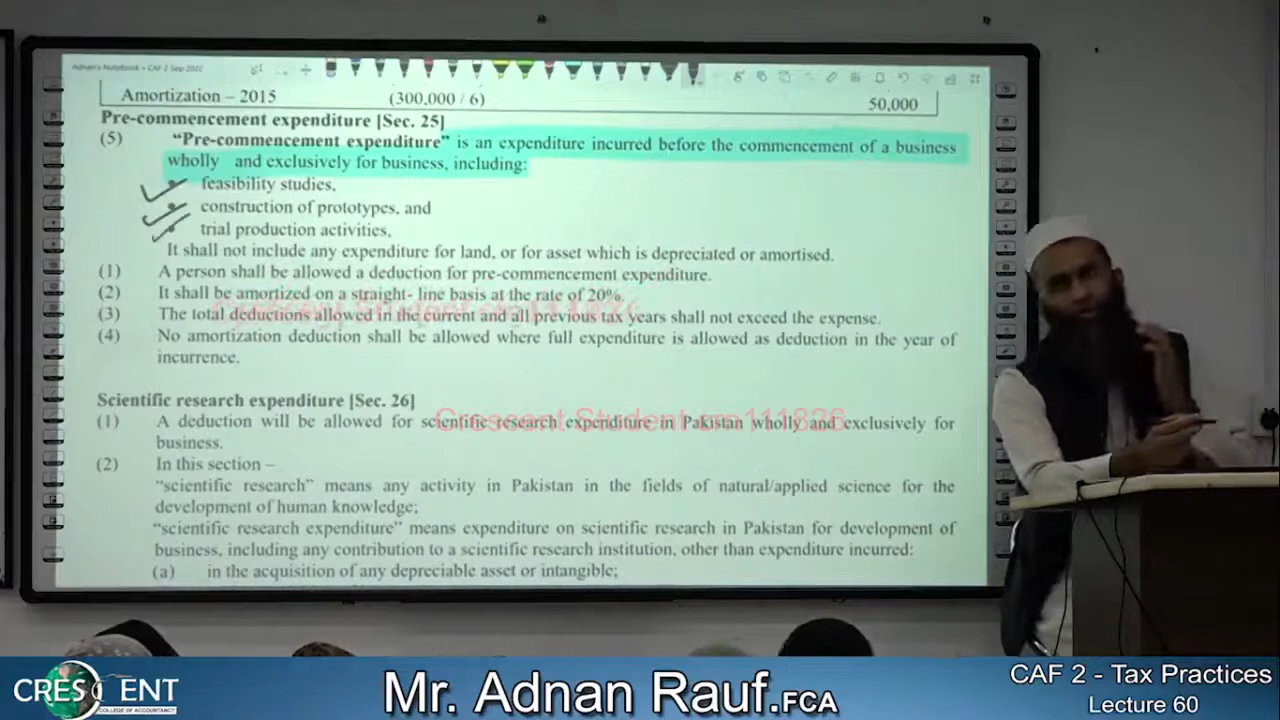 Adnan's Notebook » CAF 2 Sep-2022
Amortization – 2015 (300,000 / 6) 50,000
Pre-commencement expenditure [Sec. 25]
(5) “Pre-commencement expenditure” is an expenditure incurred before the commencement of a business
wholly and exclusively for business, including:
feasibility studies,
construction of prototypes, and
trial production activities,
It shall not include any expenditure for land, or for asset which is depreciated or amortised.
(1) A person shall be allowed a deduction for pre-commencement expenditure.
(2) It shall be amortized on a straight- line basis at the rate of 20%.
(3) The total deductions allowed in the current and all previous tax years shall not exceed the expense.
(4) No amortization deduction shall be allowed where full expenditure is allowed as deduction in the year of
incurrence.
Scientific research expenditure [Sec. 26]
(1) A deduction will be allowed for scientific research expenditure in Pakistan wholly and exclusively for
business.
Crescent Student crn111826
(2) In this section –
“scientific research” means any activity in Pakistan in the fields of natural/applied science for the
development of human knowledge;
“scientific research expenditure” means expenditure on scientific research in Pakistan for development of
business, including any contribution to a scientific research institution, other than expenditure incurred:
(a) in the acquisition of any depreciable asset or intangible;
CRESCENT
COLLEGE OF ACCOUNTANCY
Mr. Adnan Rauf.FCA
CAF 2 - Tax Practices
Lecture 60